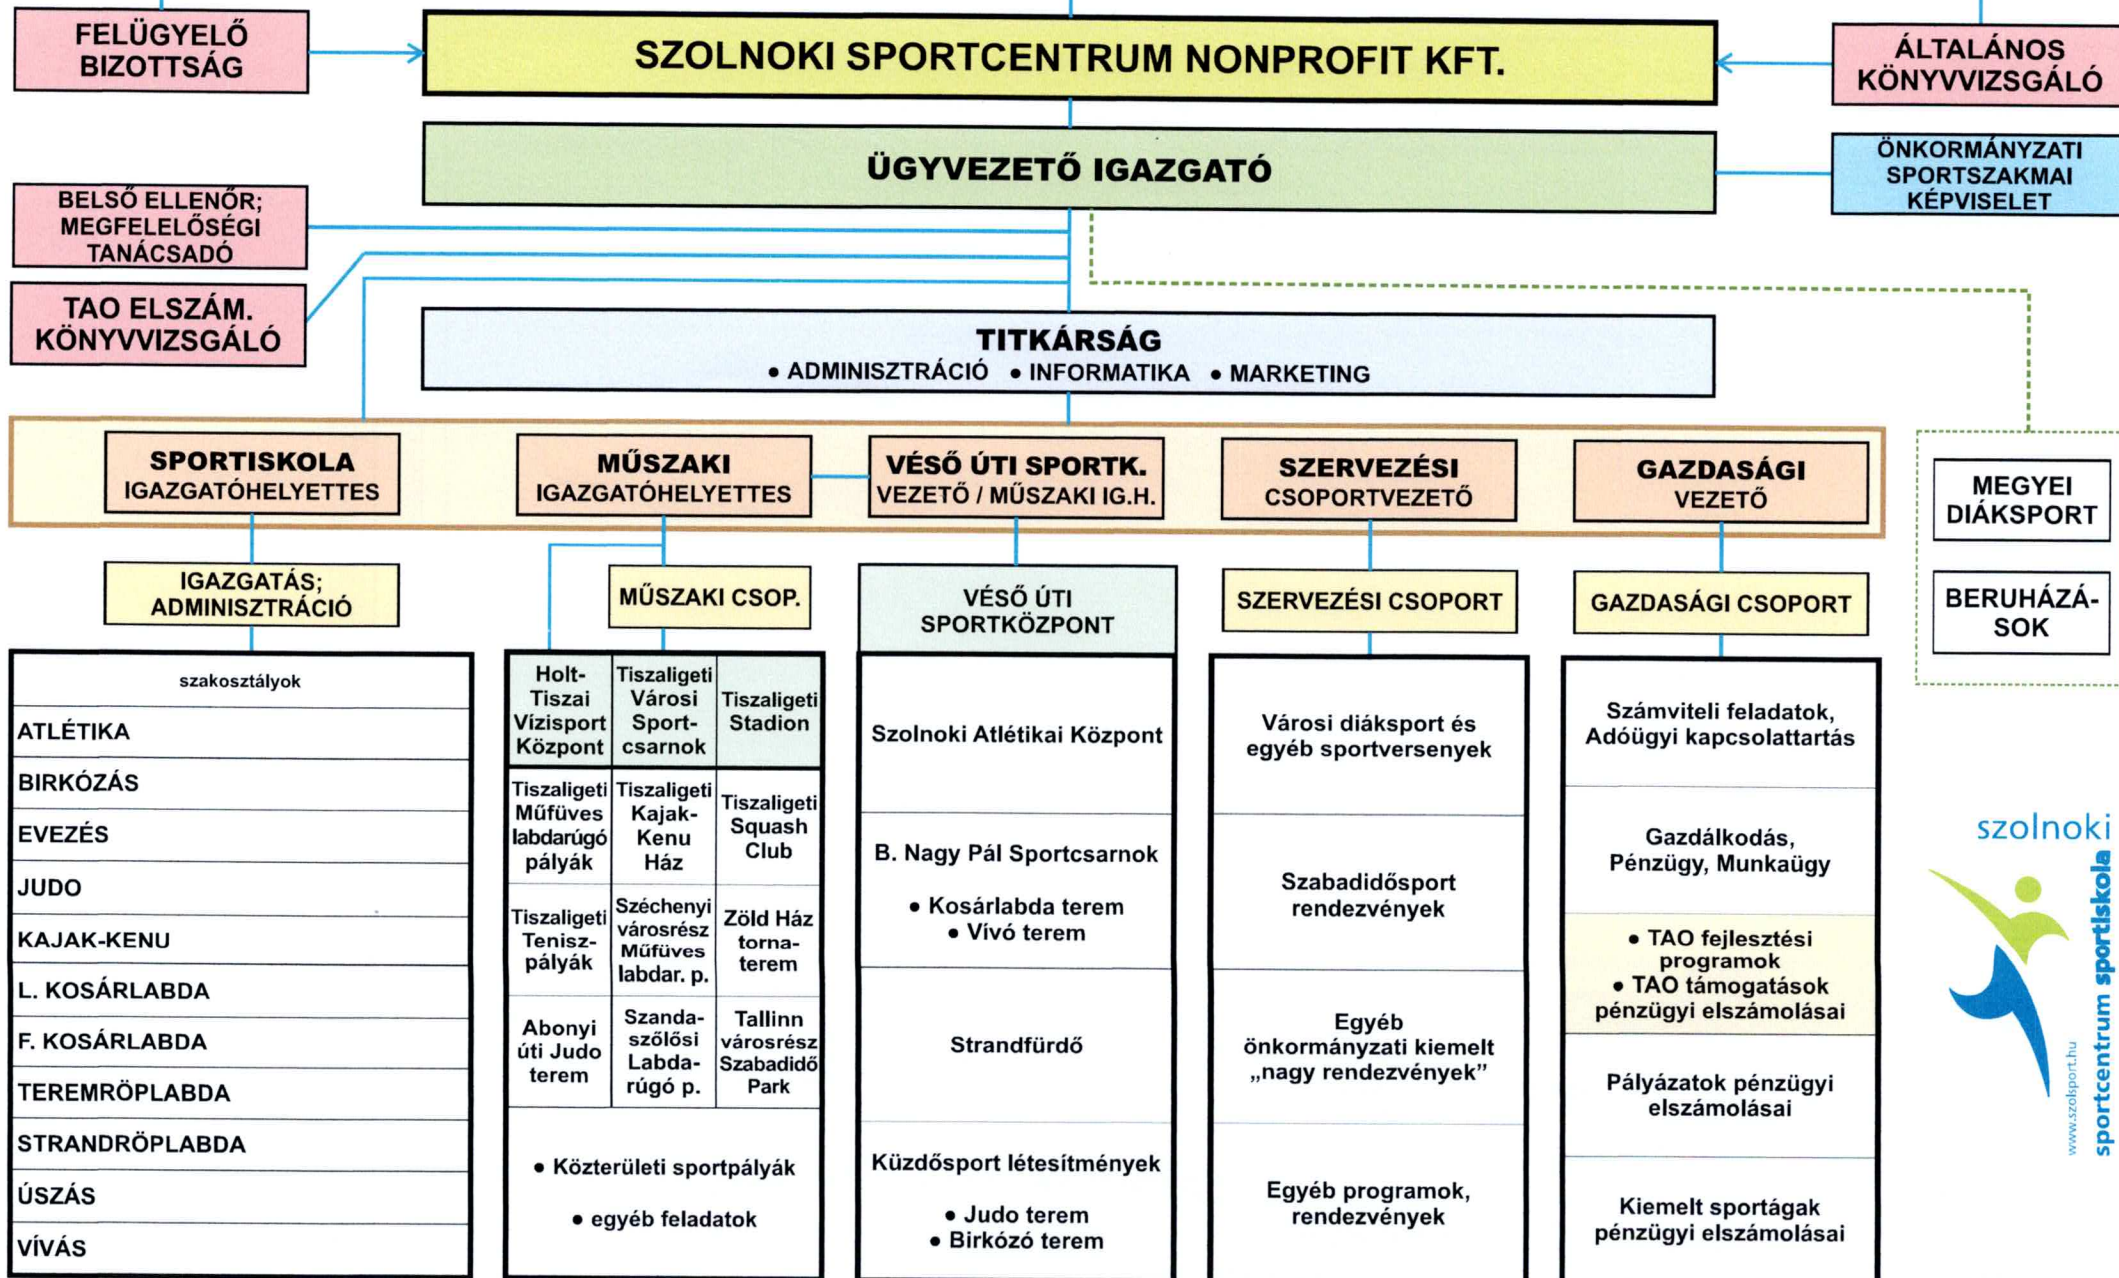 FELÜGYELŐ
BIZOTTSÁG
SZOLNOKI SPORTCENTRUM NONPROFIT KFT.
ÁLTALÁNOS
KÖNYVVIZSGÁLÓ
ÜGYVEZETŐ IGAZGATÓ
ÖNKORMÁNYZATI
SPORTSZAKMAI
KÉPVISELET
BELSŐ ELLENŐR;
MEGFELELŐSÉGI
TANÁCSADÓ
TAO ELSZÁM.
KÖNYVVIZSGÁLÓ
TITKÁRSÁG
● ADMINISZTRÁCIÓ ● INFORMATIKA ● MARKETING
SPORTISKOLA
IGAZGATÓHELYETTES
MŰSZAKI
IGAZGATÓHELYETTES
VÉSŐ ÚTI SPORTK.
VEZETŐ / MŰSZAKI IG.H.
SZERVEZÉSI
CSOPORTVEZETŐ
GAZDASÁGI
VEZETŐ
MEGYEI
DIÁKSPORT
BERUHÁZÁ-
SOK
IGAZGATÁS;
ADMINISZTRÁCIÓ
MŰSZAKI CSOP.
VÉSŐ ÚTI
SPORTKÖZPONT
SZERVEZÉSI CSOPORT
GAZDASÁGI CSOPORT
szakosztályok
ATLÉTIKA
BIRKÓZÁS
EVEZÉS
JUDO
KAJAK-KENU
L. KOSÁRLABDA
F. KOSÁRLABDA
TEREMRÖPLABDA
STRANDRÖPLABDA
ÚSZÁS
VÍVÁS
Holt-
Tiszai
Vízisport
Központ
Tiszaligeti
Városi
Sport-
csarnok
Tiszaligeti
Stadion
Tiszaligeti
Műfüves
labdarúgó
pályák
Tiszaligeti
Kajak-
Kenu
Ház
Tiszaligeti
Squash
Club
Tiszaligeti
Tenisz-
pályák
Széchenyi
városrész
Műfüves
labdar. p.
Zöld Ház
torna-
terem
Abonyi
úti Judo
terem
Szanda-
szőlősi
Labda-
rúgó p.
Tallinn
városrész
Szabadidő
Park
● Közterületi sportpályák
● egyéb feladatok
Szolnoki Atlétikai Központ
B. Nagy Pál Sportcsarnok
● Kosárlabda terem
● Vívó terem
Strandfürdő
Küzdősport létesítmények
● Judo terem
● Birkózó terem
Városi diáksport és
egyéb sportversenyek
Szabadidősport
rendezvények
Egyéb
önkormányzati kiemelt
„nagy rendezvények”
Egyéb programok,
rendezvények
Számviteli feladatok,
Adóügyi kapcsolattartás
Gazdálkodás,
Pénzügy, Munkaügy
● TAO fejlesztési
programok
● TAO támogatások
pénzügyi elszámolásai
Pályázatok pénzügyi
elszámolásai
Kiemelt sportágak
pénzügyi elszámolásai
szolnoki
sportcentrum sportiskola
www.szolsport.hu